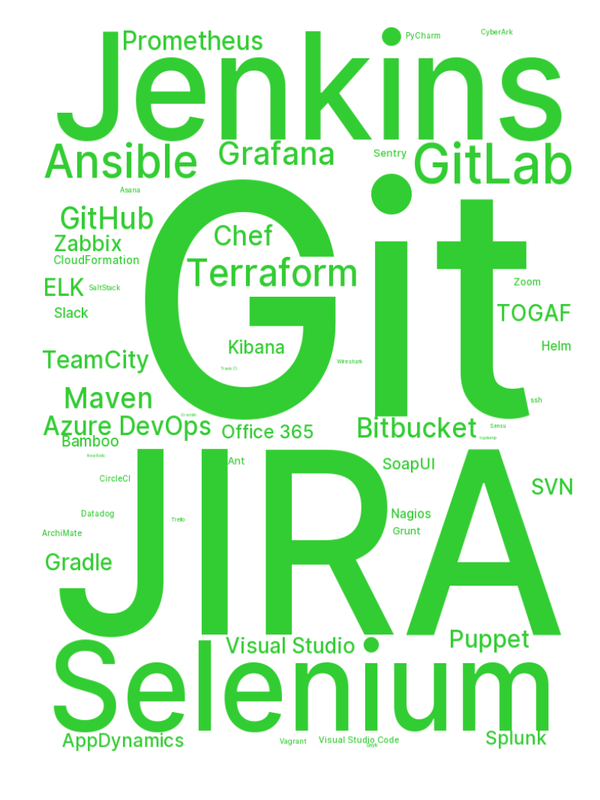 Prometheus
Jenkins
PyCharm
CyberArk
Ansible
Grafana
Sentry
GitLab
Asana
Git
GitHub
Chef
Zabbix
CloudFormation
Terraform
ELK
SaltStack
Zoom
Slack
TOGAF
Kibana
Helm
TeamCity
Wireshark
Travis CI
Maven
ssh
Azure DevOps
Office 365
Bitbucket
Bamboo
JIRA
Ant
SoapUI
CircleCI
SVN
Datadog
Trello
Nagios
ArchiMate
Grunt
Gradle
Selenium
Visual Studio
Puppet
AppDynamics
Vagrant
Visual Studio Code
Splunk